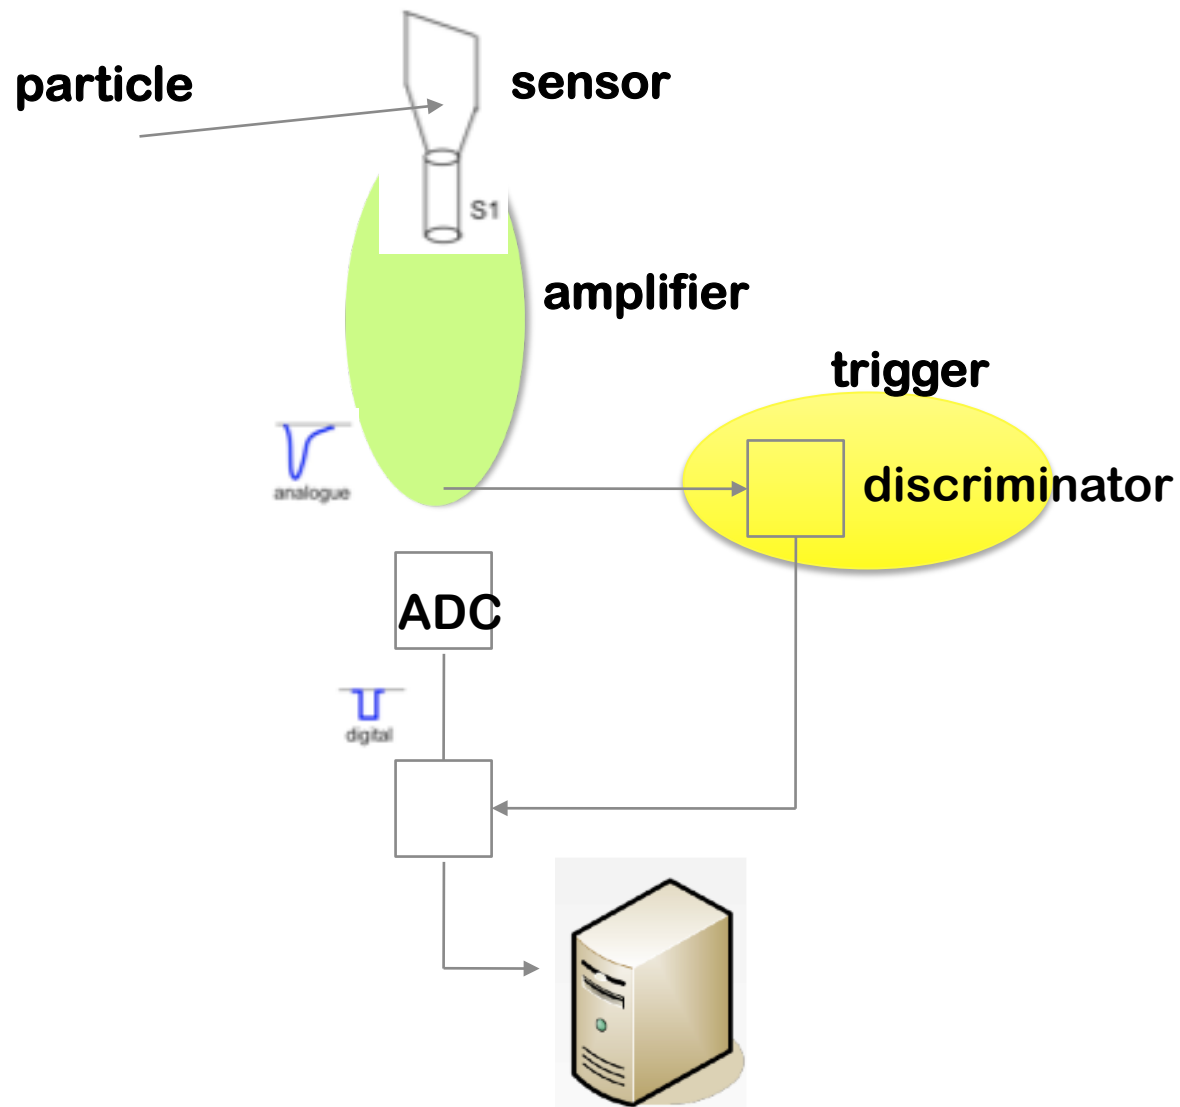 particle
sensor
S1
amplifier
trigger
analogue
discriminator
ADC
digital